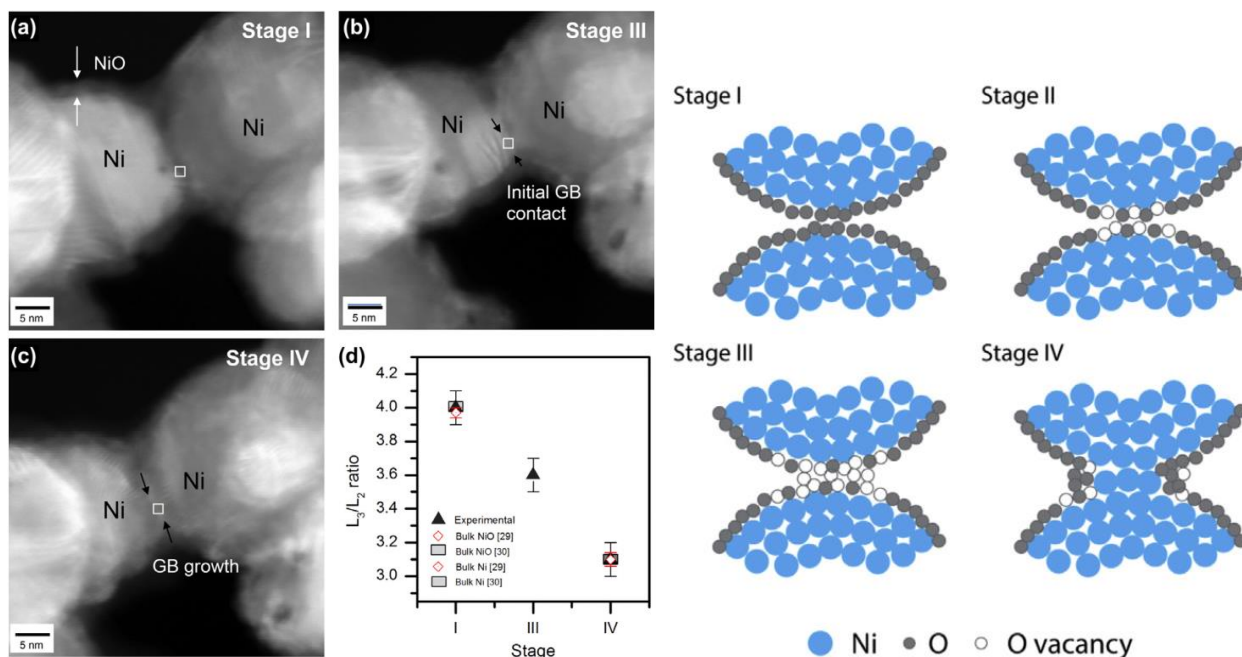 (a)
Stage I
NiO
Ni
Ni
5 nm
(b)
Stage III
Ni
Ni
Initial GB
contact
5 nm
(c)
Stage IV
Ni
Ni
GB growth
5 nm
(d)
4.2
4.0
3.8
3.6
3.4
3.2
3.0
L3/L2 ratio
Experimental
Bulk NiO [29]
Bulk NiO [30]
Bulk Ni [29]
Bulk Ni [30]
I
III
IV
Stage
Stage I
Stage II
Stage III
Stage IV
Ni
O
O vacancy